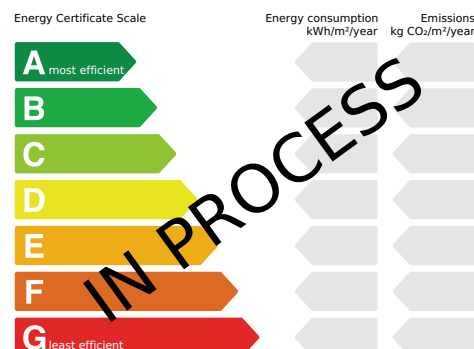 Energy Certificate Scale
Energy consumption
kWh/m²/year
Emissions
kg CO₂/m²/year
A most efficient
B
C
D
E
F
G least efficient
IN PROCESS